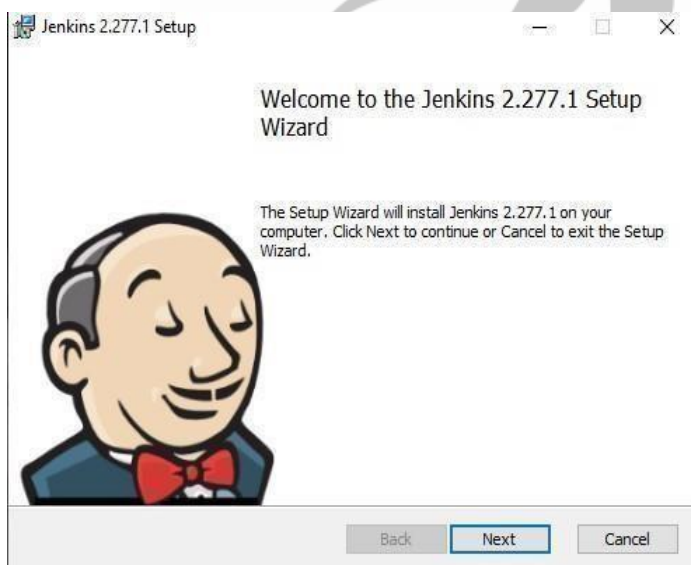 Jenkins 2.277.1 Setup
Welcome to the Jenkins 2.277.1 Setup
Wizard
The Setup Wizard will install Jenkins 2.277.1 on your
computer. Click Next to continue or Cancel to exit the Setup
Wizard.
Back Next Cancel